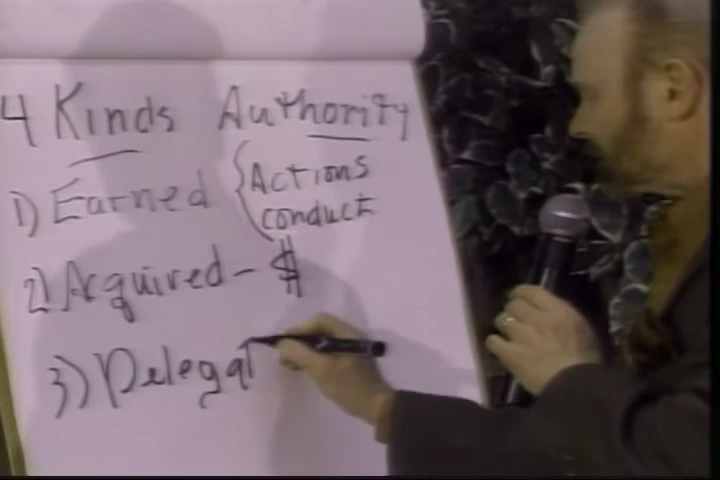 4 Kinds Authority
1) Earned { Actions
conduct
2) Acquired - $
3) Delegat